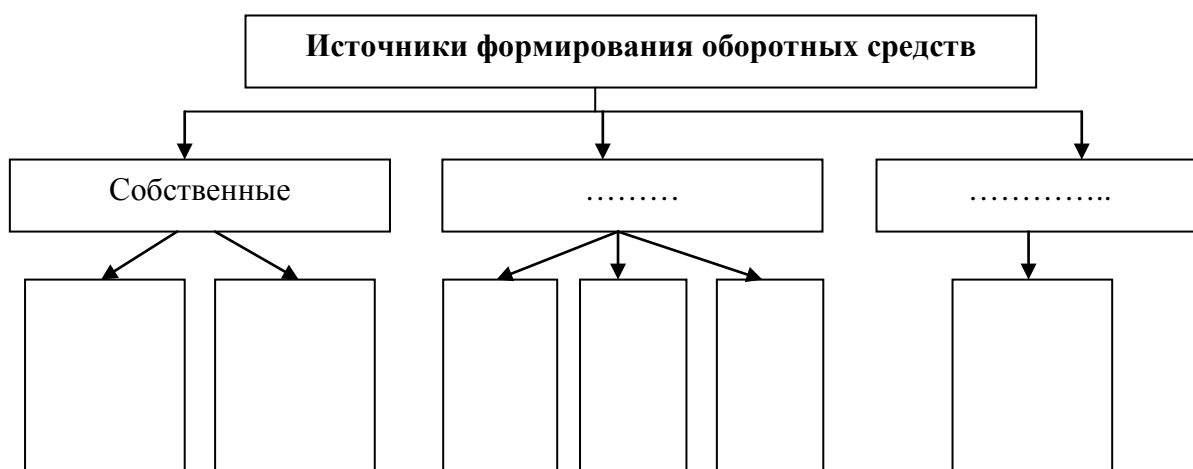 Источники формирования оборотных средств
Собственные
………
…………..